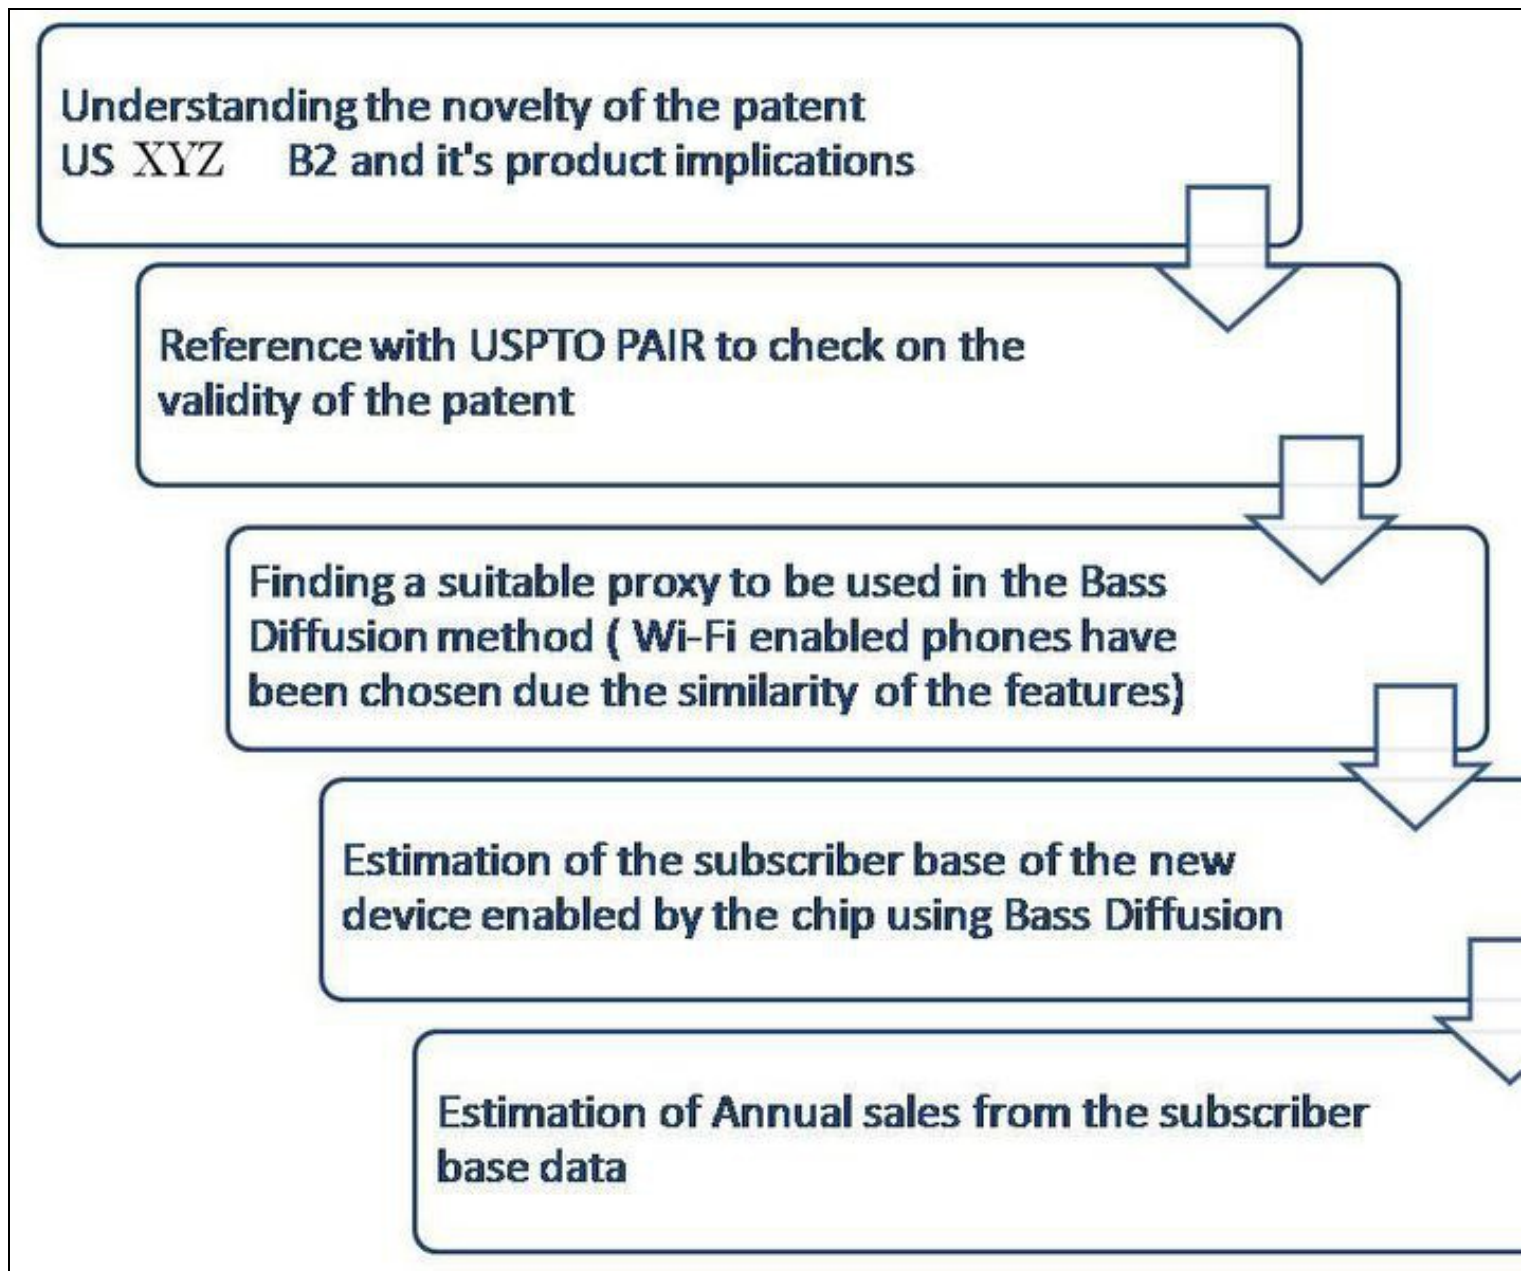 Understanding the novelty of the patent
US XYZ B2 and it's product implications
Reference with USPTO PAIR to check on the
validity of the patent
Finding a suitable proxy to be used in the Bass
Diffusion method ( Wi-Fi enabled phones have
been chosen due the similarity of the features)
Estimation of the subscriber base of the new
device enabled by the chip using Bass Diffusion
Estimation of Annual sales from the subscriber
base data